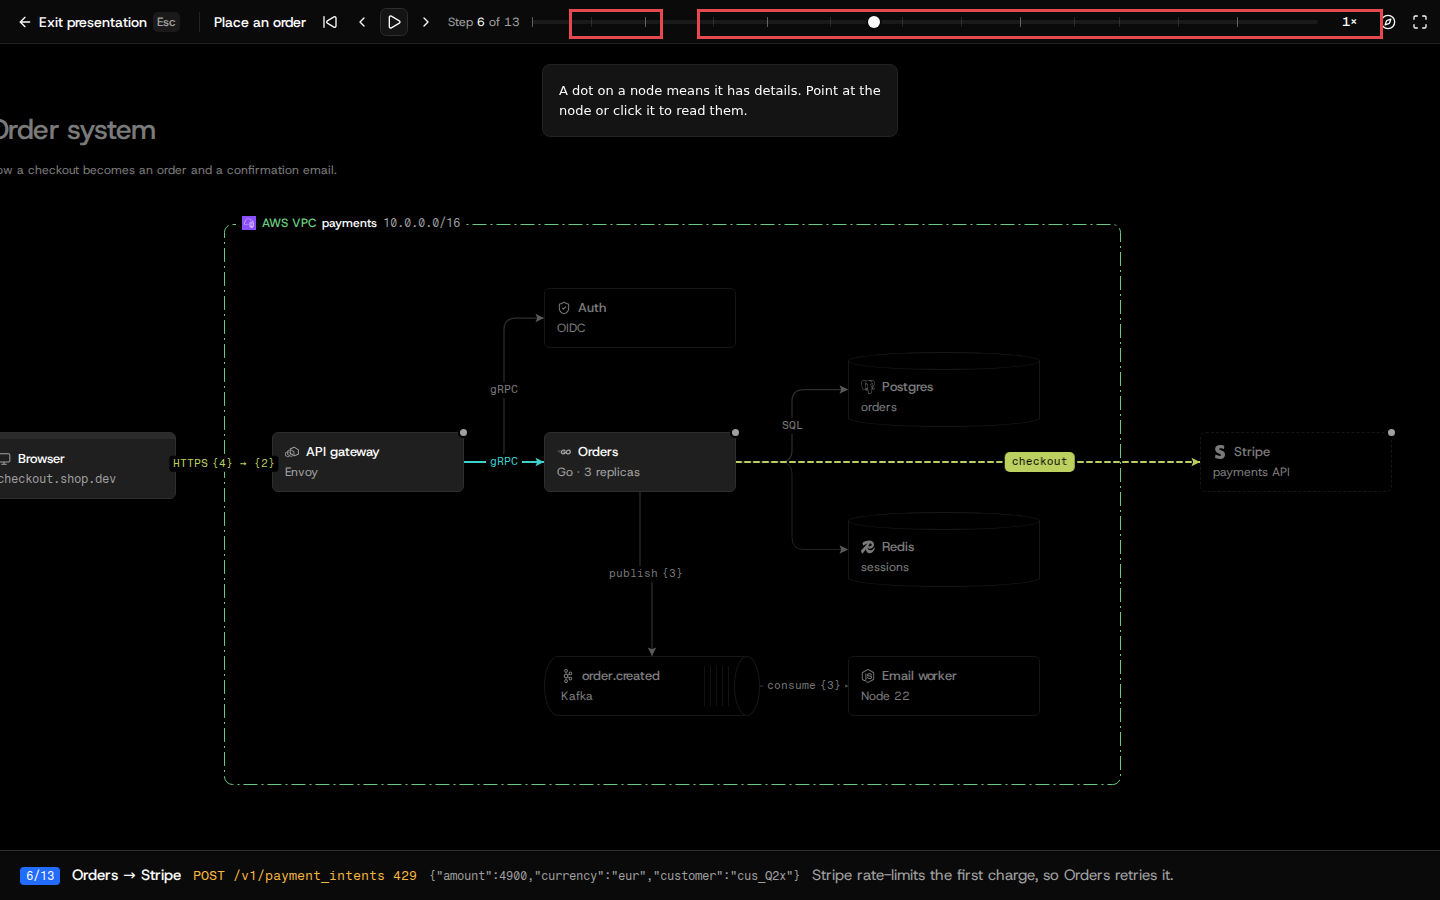 Exit presentation Esc Place an order Step 6 of 13 1×
A dot on a node means it has details. Point at the
node or click it to read them.
Order system
ow a checkout becomes an order and a confirmation email.
AWS VPC payments 10.0.0.0/16
Auth
OIDC
gRPC
Postgres
orders
SQL
Browser
checkout.shop.dev
HTTPS {4} → {2}
API gateway
Envoy
gRPC
Orders
Go · 3 replicas
checkout
Stripe
payments API
Redis
sessions
publish {3}
order.created
Kafka
consume {3}
Email worker
Node 22
6/13 Orders → Stripe POST /v1/payment_intents 429 {"amount":4900,"currency":"eur","customer":"cus_Q2x"} Stripe rate-limits the first charge, so Orders retries it.